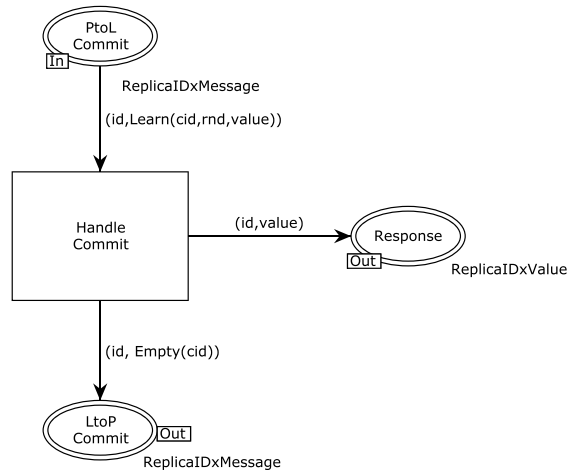 PtoL
Commit
In
ReplicaIDxMessage
(id,Learn(cid,rnd,value))
Handle
Commit
(id,value)
Response
Out
ReplicaIDxValue
(id, Empty(cid))
LtoP
Commit
Out
ReplicaIDxMessage